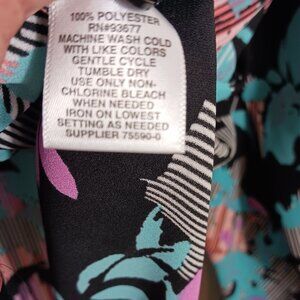 100% POLYESTER
RN#93677
MACHINE WASH COLD
WITH LIKE COLORS
GENTLE CYCLE
TUMBLE DRY
USE ONLY NON-
CHLORINE BLEACH
WHEN NEEDED
IRON ON LOWEST
SETTING AS NEEDED
SUPPLIER 75590-0